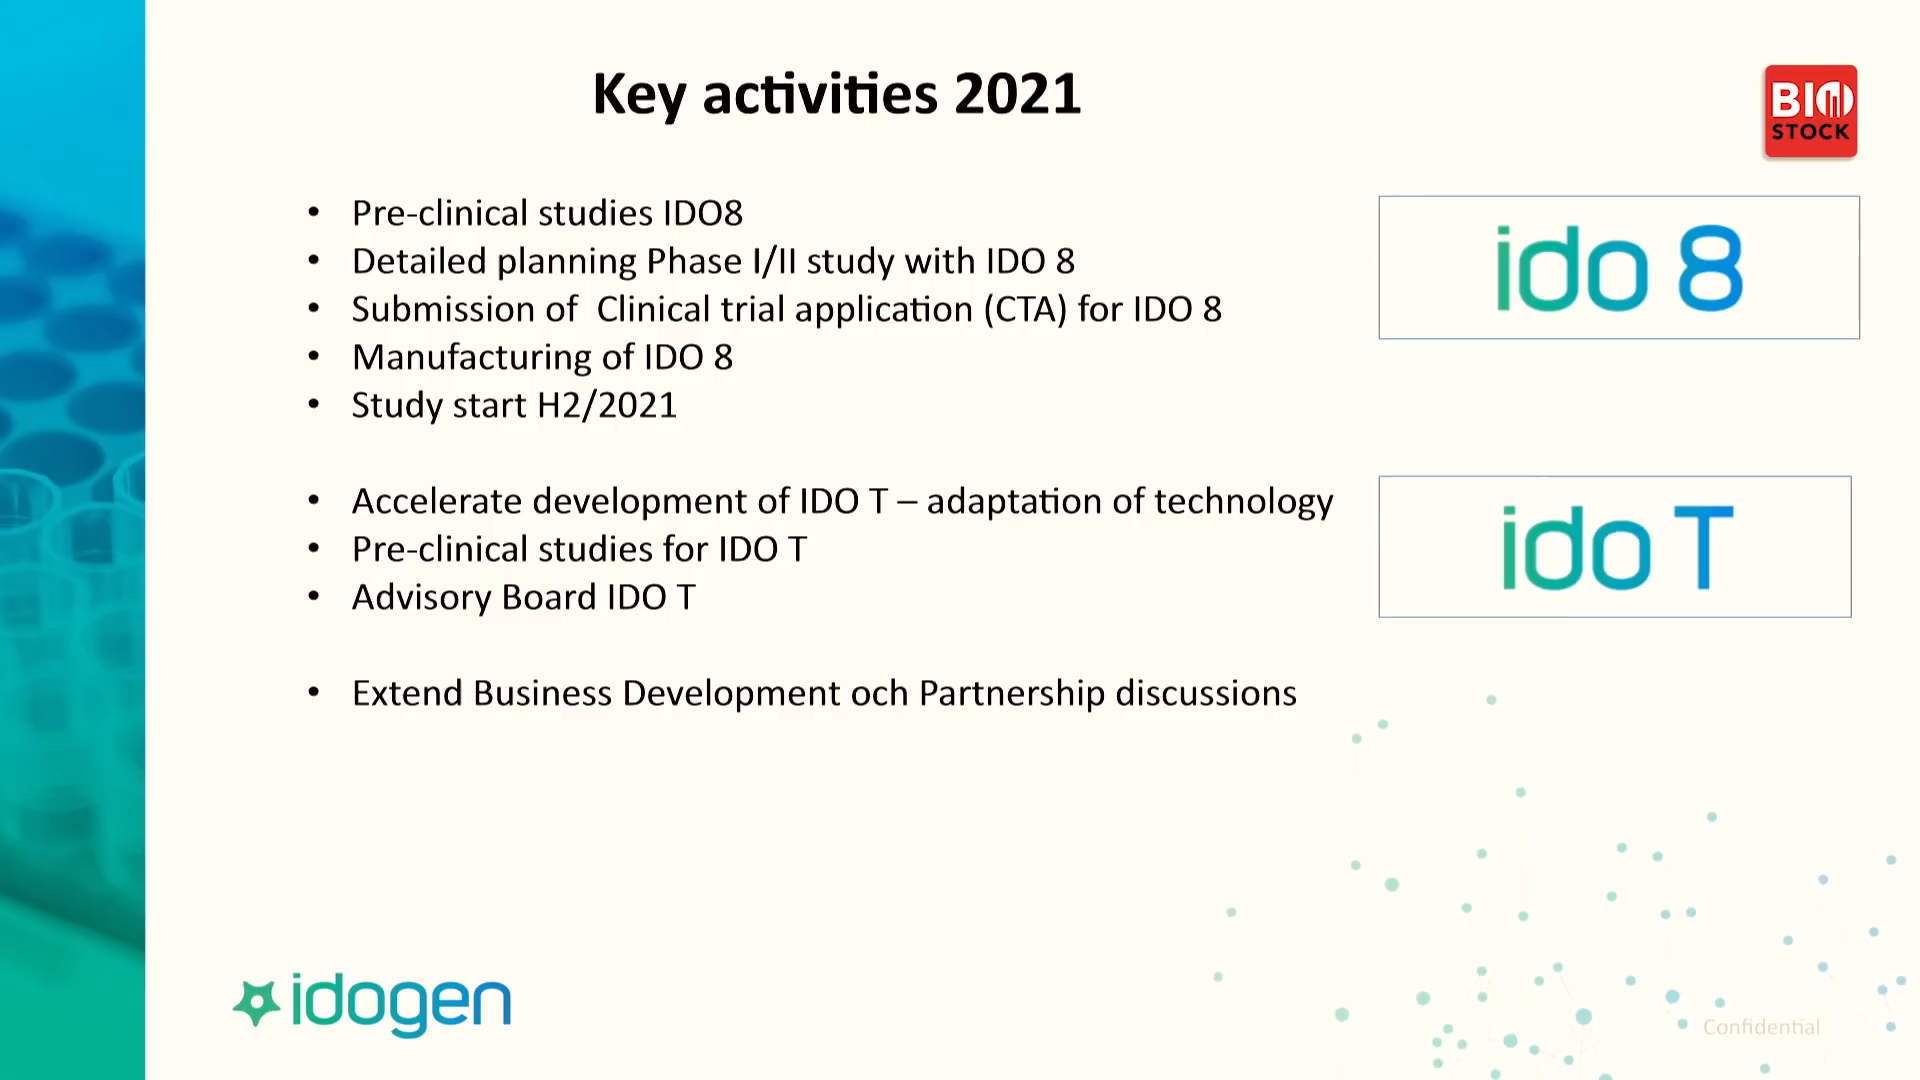 Key activities 2021
BIO
STOCK
• Pre-clinical studies IDO8
• Detailed planning Phase I/II study with IDO 8
• Submission of  Clinical trial application (CTA) for IDO 8
• Manufacturing of IDO 8
• Study start H2/2021
ido 8
• Accelerate development of IDO T – adaptation of technology
• Pre-clinical studies for IDO T
• Advisory Board IDO T
ido T
• Extend Business Development och Partnership discussions
idogen
Confidential